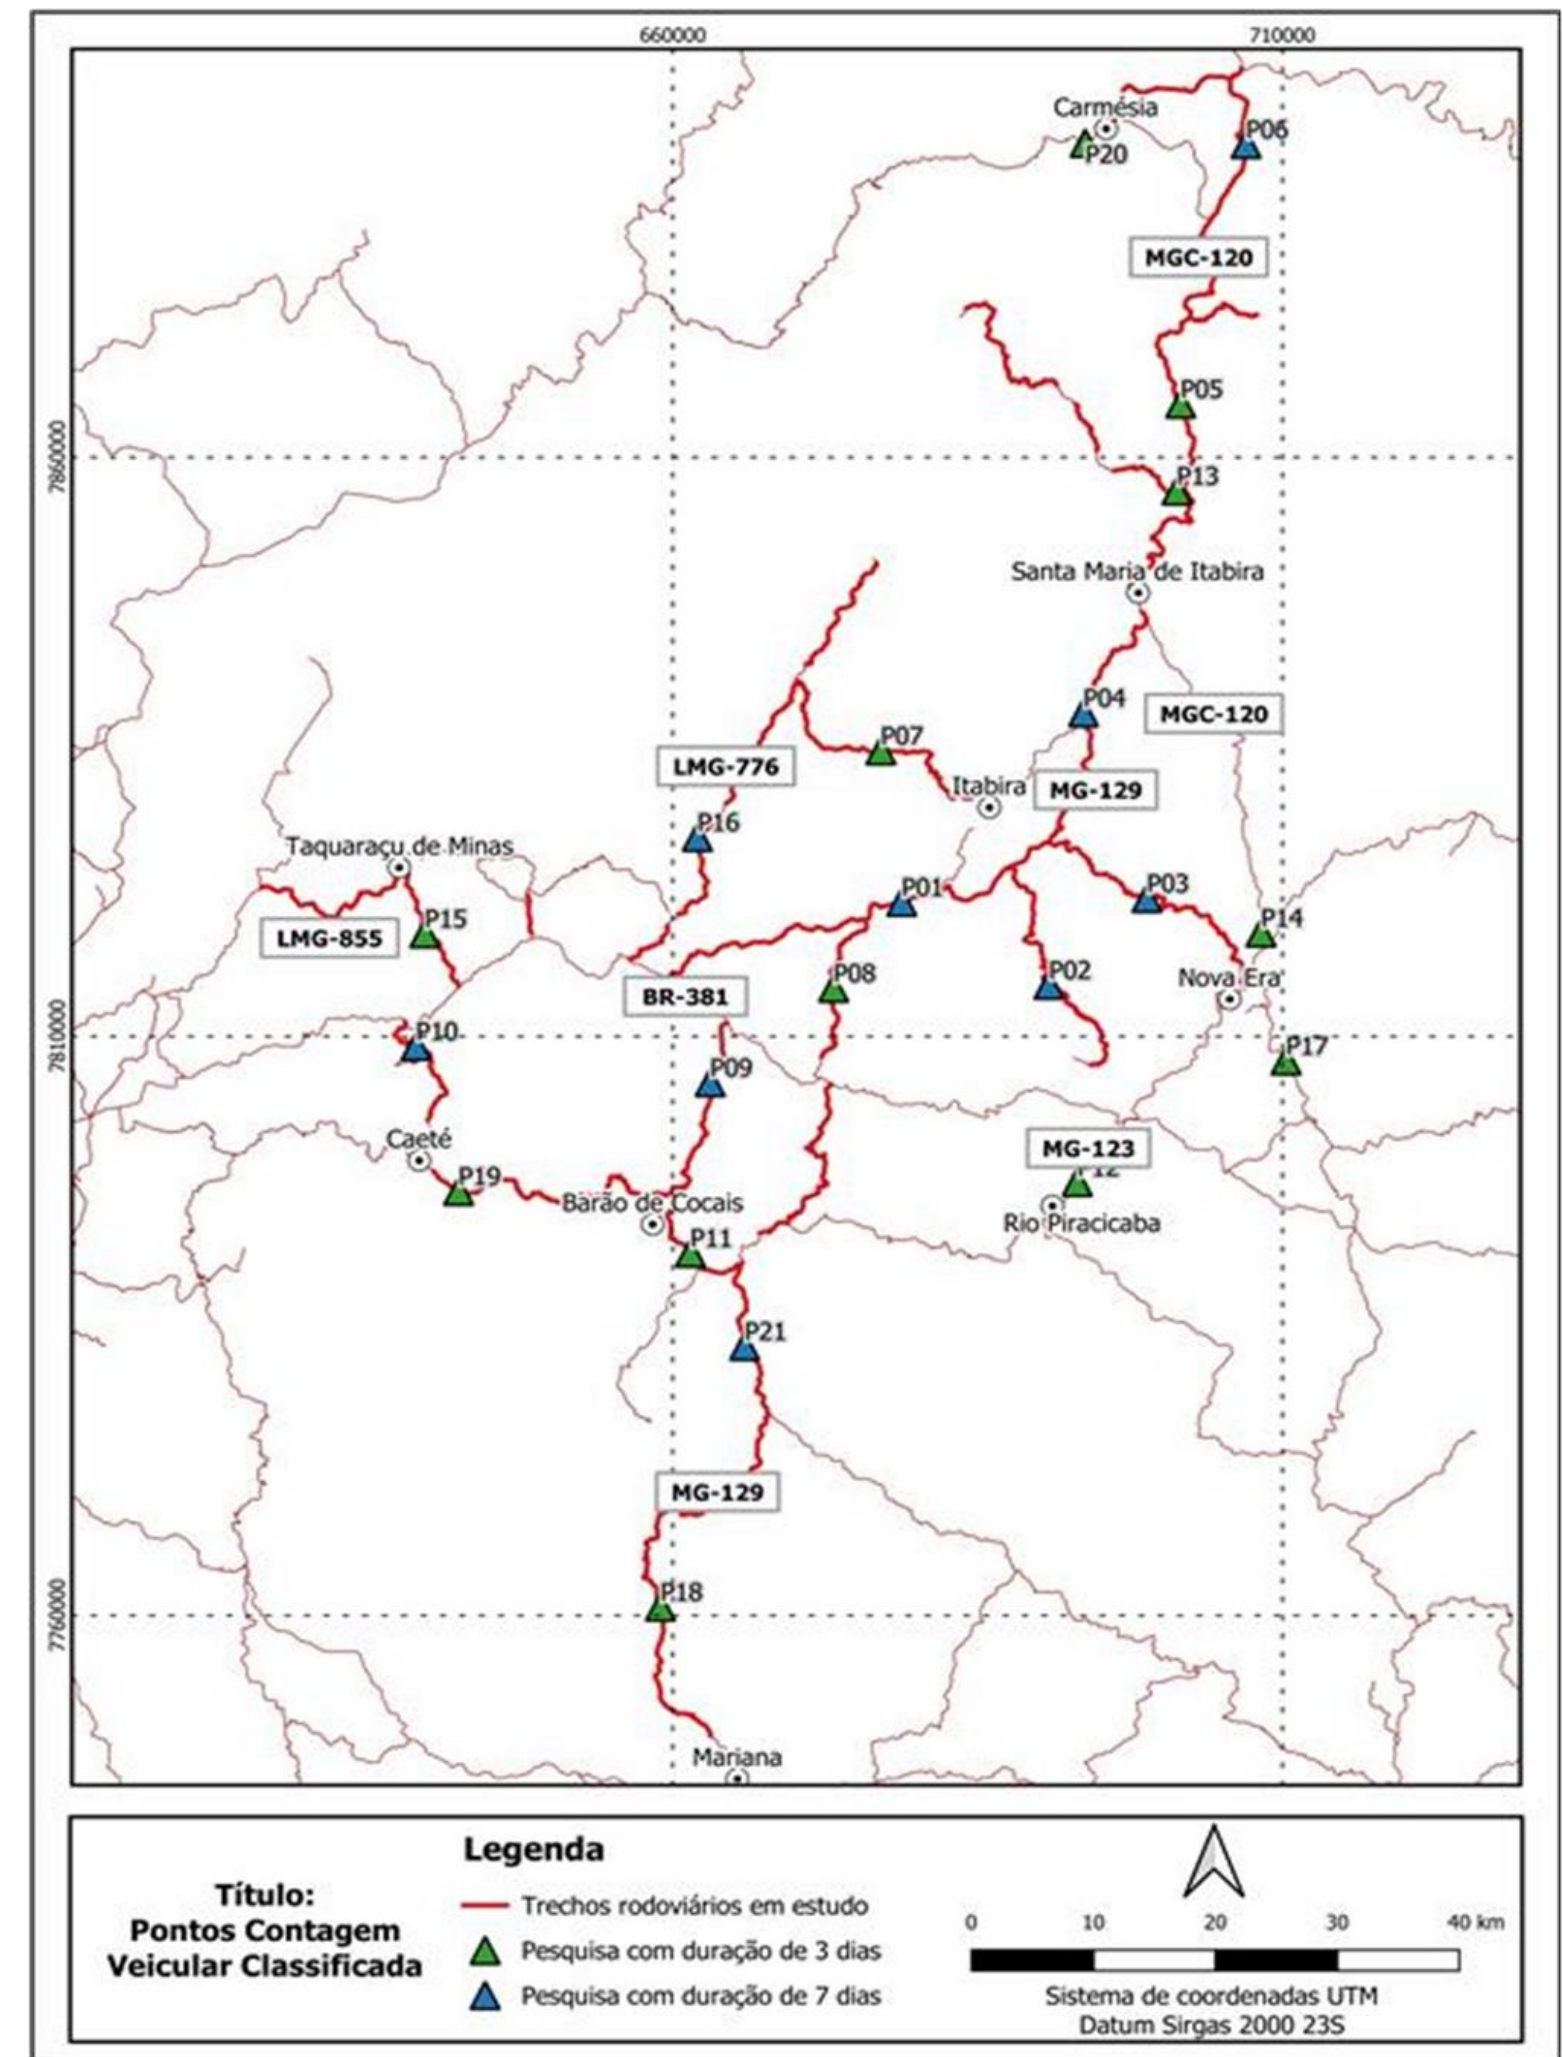 660000
710000
Carmésia
P06
P20
MGC-120
P05
7860000
P13
Santa Maria de Itabira
P04
MGC-120
P07
LMG-776
Itabira
MG-129
P16
Taquaraçu de Minas
P01
P03
P15
P14
LMG-855
P08
P02
Nova Era
BR-381
7810000
P10
P17
P09
Caeté
MG-123
P19
P12
Barão de Cocais
Rio Piracicaba
P11
P21
MG-129
P18
7760000
Mariana
Título:
Pontos Contagem
Veicular Classificada
Legenda
Trechos rodoviários em estudo
Pesquisa com duração de 3 dias
Pesquisa com duração de 7 dias
0 10 20 30 40 km
Sistema de coordenadas UTM
Datum Sirgas 2000 23S